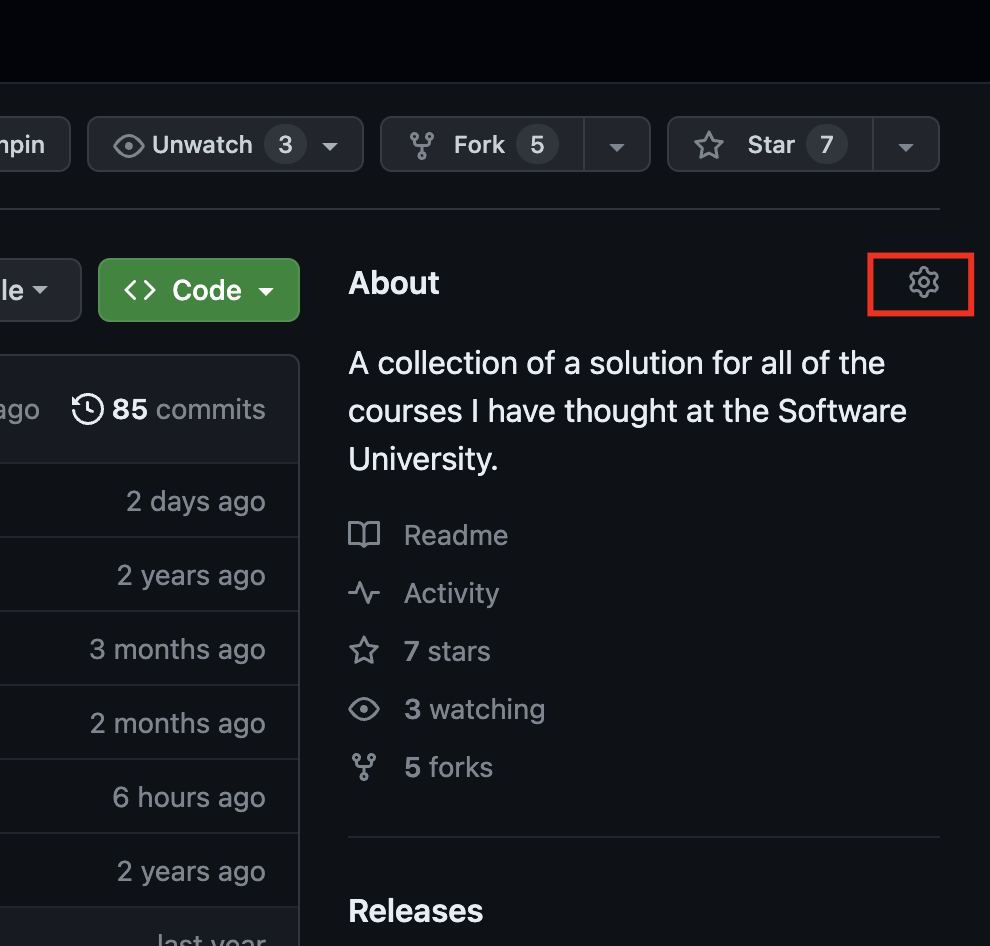 npin
Unwatch 3
Fork 5
Star 7
le
Code
About
A collection of a solution for all of the
courses I have thought at the Software
University.
ago
85 commits
2 days ago
2 years ago
3 months ago
2 months ago
6 hours ago
2 years ago
last year
Readme
Activity
7 stars
3 watching
5 forks
Releases